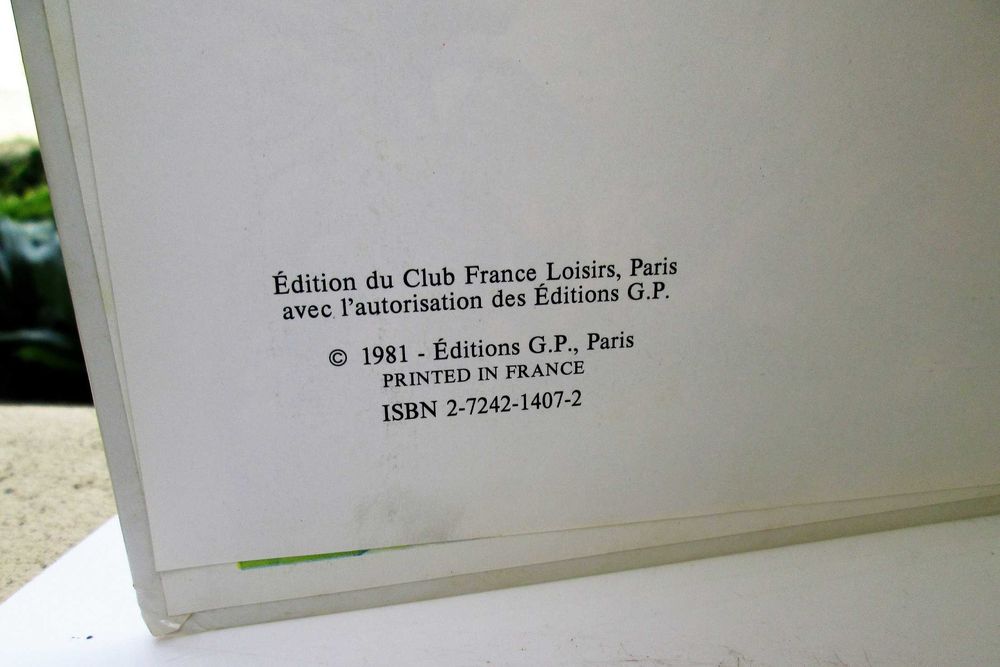 Édition du Club France Loisirs, Paris
avec l'autorisation des Éditions G.P.
© 1981 - Éditions G.P., Paris
PRINTED IN FRANCE
ISBN 2-7242-1407-2